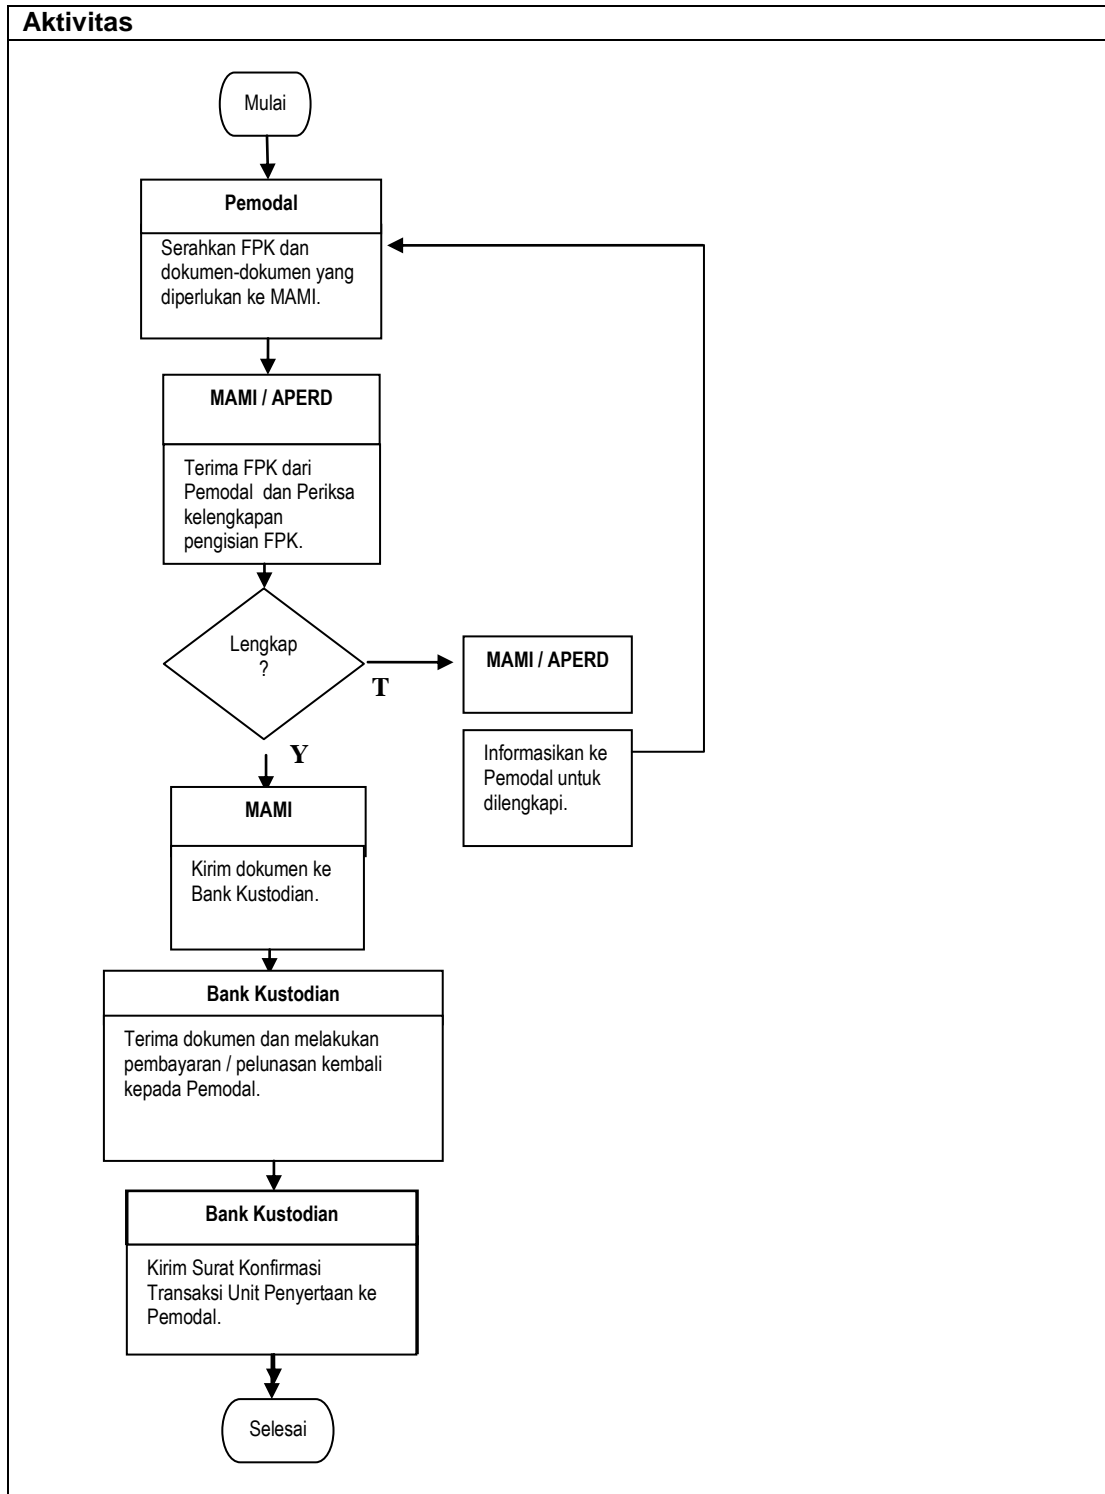 Aktivitas
Mulai
Pemodal
Serahkan FPK dan
dokumen-dokumen yang
diperlukan ke MAMI.
MAMI / APERD
Terima FPK dari
Pemodal dan Periksa
kelengkapan
pengisian FPK.
Lengkap
?
T
MAMI / APERD
Informasikan ke
Pemodal untuk
dilengkapi.
Y
MAMI
Kirim dokumen ke
Bank Kustodian.
Bank Kustodian
Terima dokumen dan melakukan
pembayaran / pelunasan kembali
kepada Pemodal.
Bank Kustodian
Kirim Surat Konfirmasi
Transaksi Unit Penyertaan ke
Pemodal.
Selesai